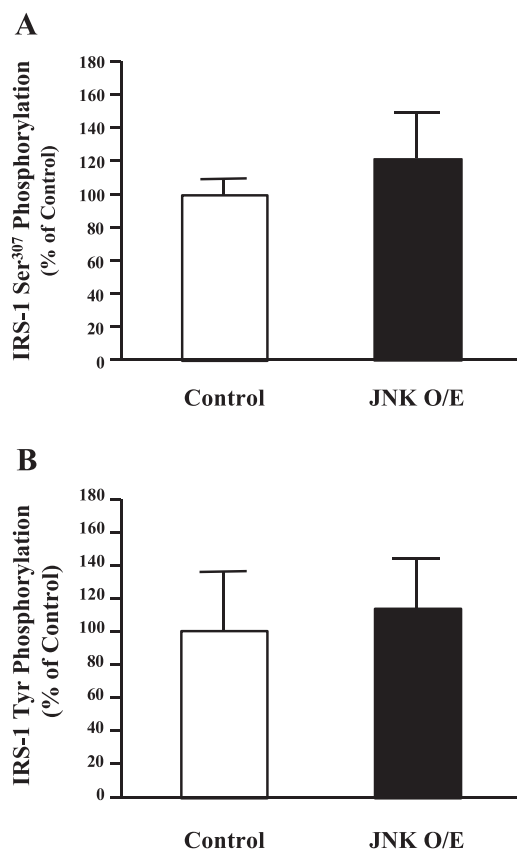 A
IRS-1 Ser307 Phosphorylation
(% of Control)
180
160
140
120
100
80
60
40
20
0
Control JNK O/E
B
IRS-1 Tyr Phosphorylation
(% of Control)
180
160
140
120
100
80
60
40
20
0
Control JNK O/E